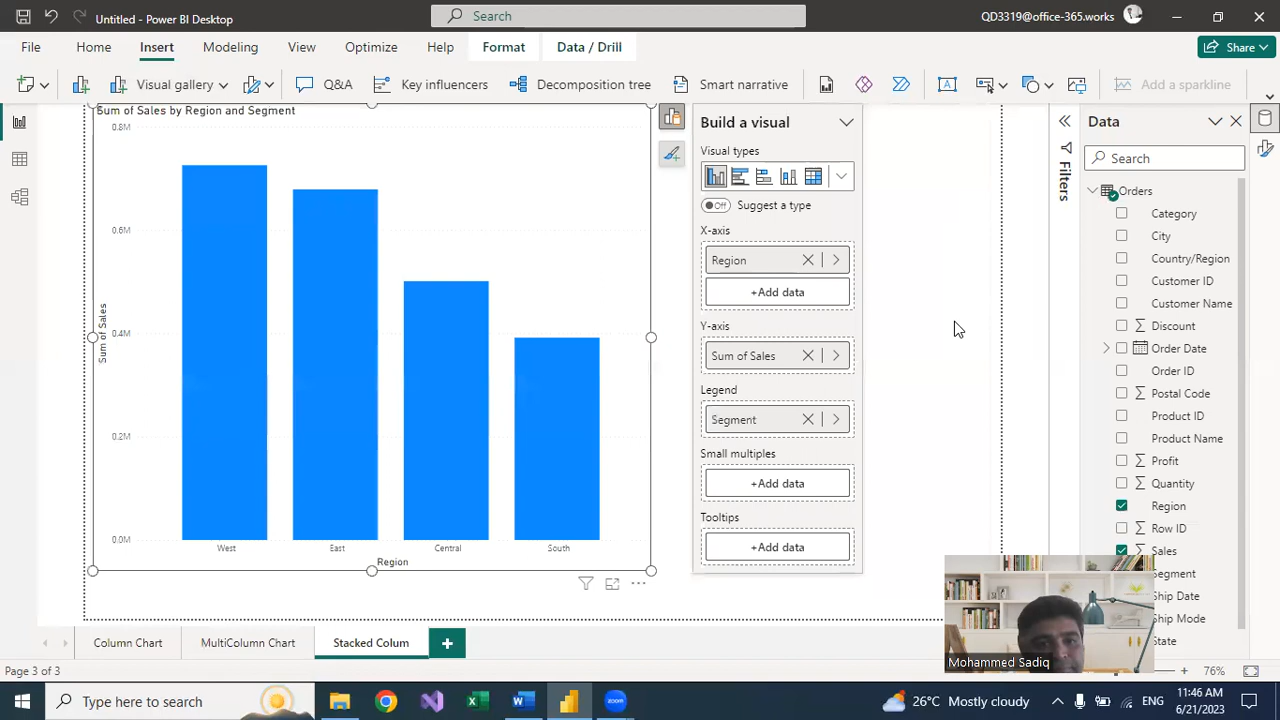 Untitled - Power BI Desktop
Search
QD3319@office-365.works
File
Home
Insert
Modeling
View
Optimize
Help
Format
Data / Drill
Share
Visual gallery
Q&A
Key influencers
Decomposition tree
Smart narrative
Add a sparkline
Sum of Sales by Region and Segment
0.8M
0.6M
0.4M
0.2M
0.0M
Sum of Sales
West
East
Central
South
Region
Build a visual
Visual types
Off
Suggest a type
X-axis
Region
+Add data
Y-axis
Sum of Sales
Legend
Segment
Small multiples
+Add data
Tooltips
+Add data
Filters
Data
Search
Orders
Category
City
Country/Region
Customer ID
Customer Name
Discount
Order Date
Order ID
Postal Code
Product ID
Product Name
Profit
Quantity
Region
Row ID
Sales
Segment
Ship Date
Ship Mode
State
Mohammed Sadiq
Column Chart
MultiColumn Chart
Stacked Colum
Page 3 of 3
76%
Type here to search
26°C Mostly cloudy
ENG
11:46 AM
6/21/2023